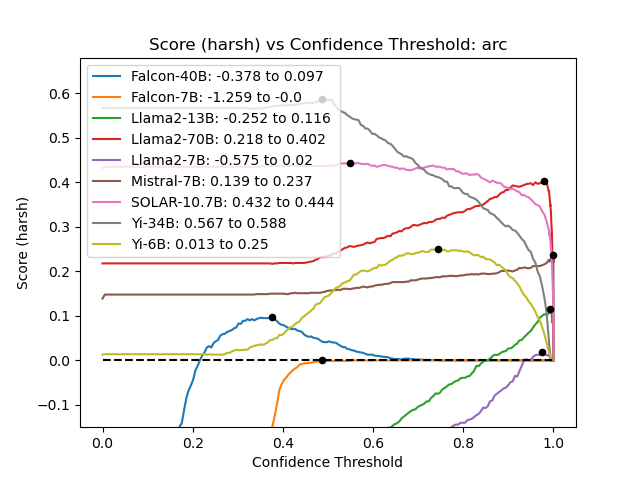 Score (harsh) vs Confidence Threshold: arc
Falcon-40B: -0.378 to 0.097
Falcon-7B: -1.259 to -0.0
Llama2-13B: -0.252 to 0.116
Llama2-70B: 0.218 to 0.402
Llama2-7B: -0.575 to 0.02
Mistral-7B: 0.139 to 0.237
SOLAR-10.7B: 0.432 to 0.444
Yi-34B: 0.567 to 0.588
Yi-6B: 0.013 to 0.25
Score (harsh)
0.6
0.5
0.4
0.3
0.2
0.1
0.0
−0.1
0.0 0.2 0.4 0.6 0.8 1.0
Confidence Threshold